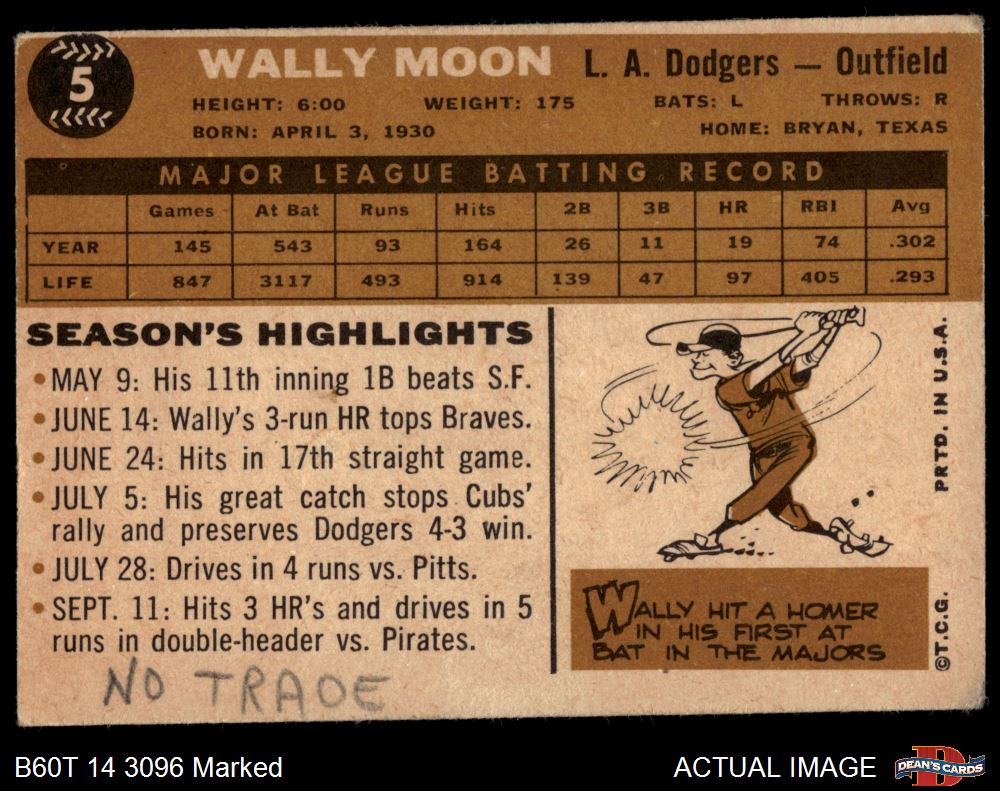 5
WALLY MOON L. A. Dodgers — Outfield
HEIGHT: 6:00 WEIGHT: 175 BATS: L THROWS: R
BORN: APRIL 3, 1930 HOME: BRYAN, TEXAS
MAJOR LEAGUE BATTING RECORD
Games At Bat Runs Hits 2B 3B HR RBI Avg
YEAR 145 543 93 164 26 11 19 74 .302
LIFE 847 3117 493 914 139 47 97 405 .293
SEASON'S HIGHLIGHTS
• MAY 9: His 11th inning 1B beats S.F.
• JUNE 14: Wally's 3-run HR tops Braves.
• JUNE 24: Hits in 17th straight game.
• JULY 5: His great catch stops Cubs'
rally and preserves Dodgers 4-3 win.
• JULY 28: Drives in 4 runs vs. Pitts.
• SEPT. 11: Hits 3 HR's and drives in 5
runs in double-header vs. Pirates.
NO TRADE
WALLY HIT A HOMER
IN HIS FIRST AT
BAT IN THE MAJORS
PRTD. IN U.S.A.
©T.C.G.
B60T 14 3096 Marked
ACTUAL IMAGE
DEAN'S CARDS